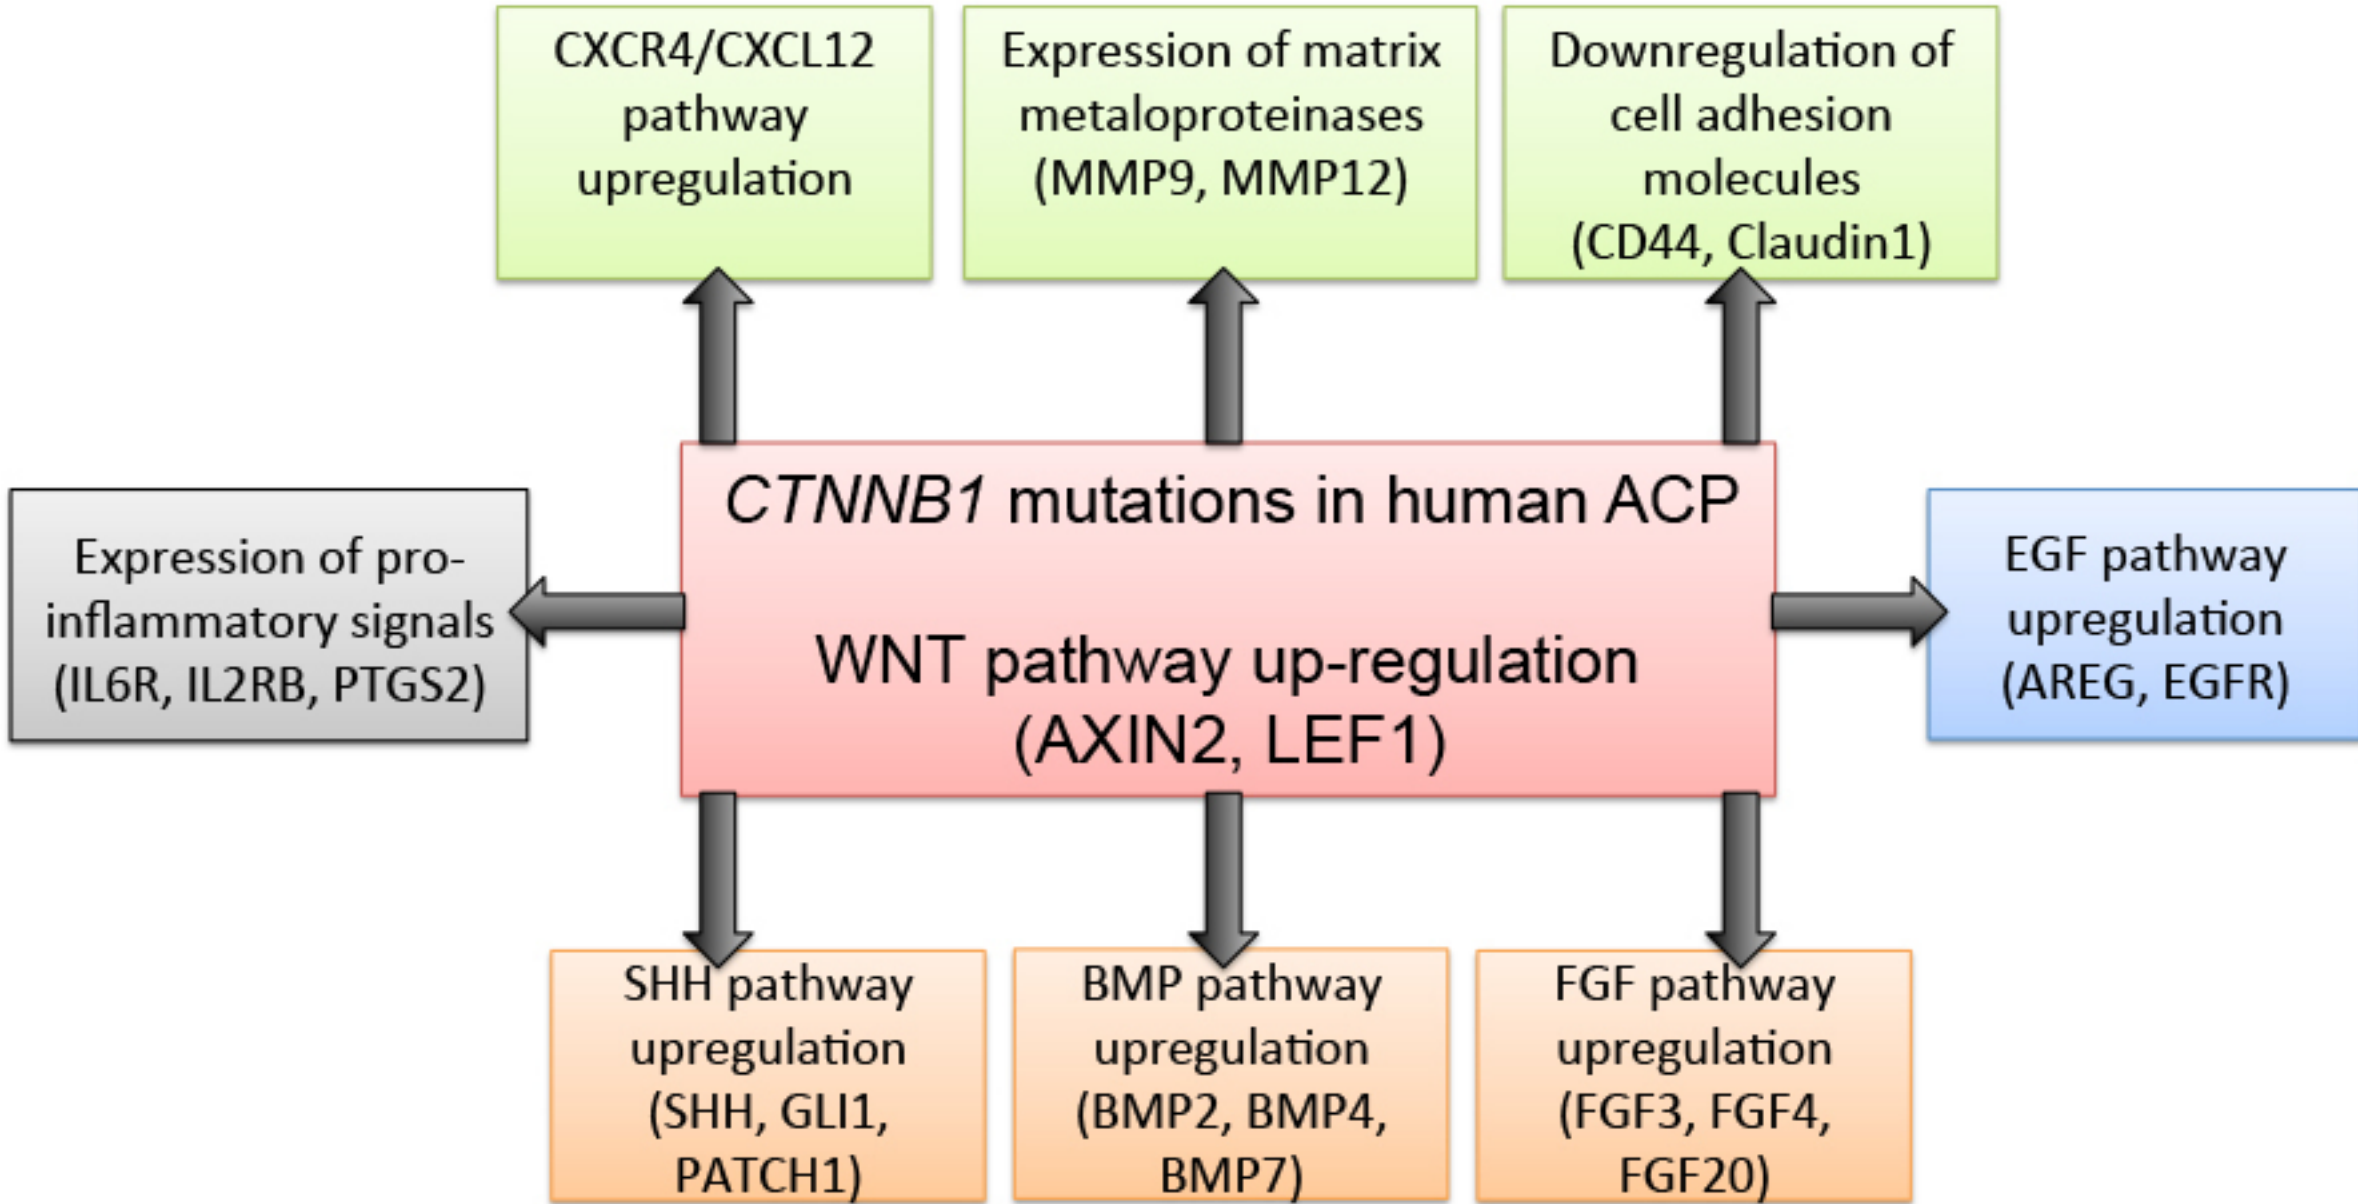 CXCR4/CXCL12
pathway
upregulation
Expression of matrix
metaloproteinases
(MMP9, MMP12)
Downregulation of
cell adhesion
molecules
(CD44, Claudin1)
Expression of pro-
inflammatory signals
(IL6R, IL2RB, PTGS2)
CTNNB1 mutations in human ACP
WNT pathway up-regulation
(AXIN2, LEF1)
EGF pathway
upregulation
(AREG, EGFR)
SHH pathway
upregulation
(SHH, GLI1,
PATCH1)
BMP pathway
upregulation
(BMP2, BMP4,
BMP7)
FGF pathway
upregulation
(FGF3, FGF4,
FGF20)